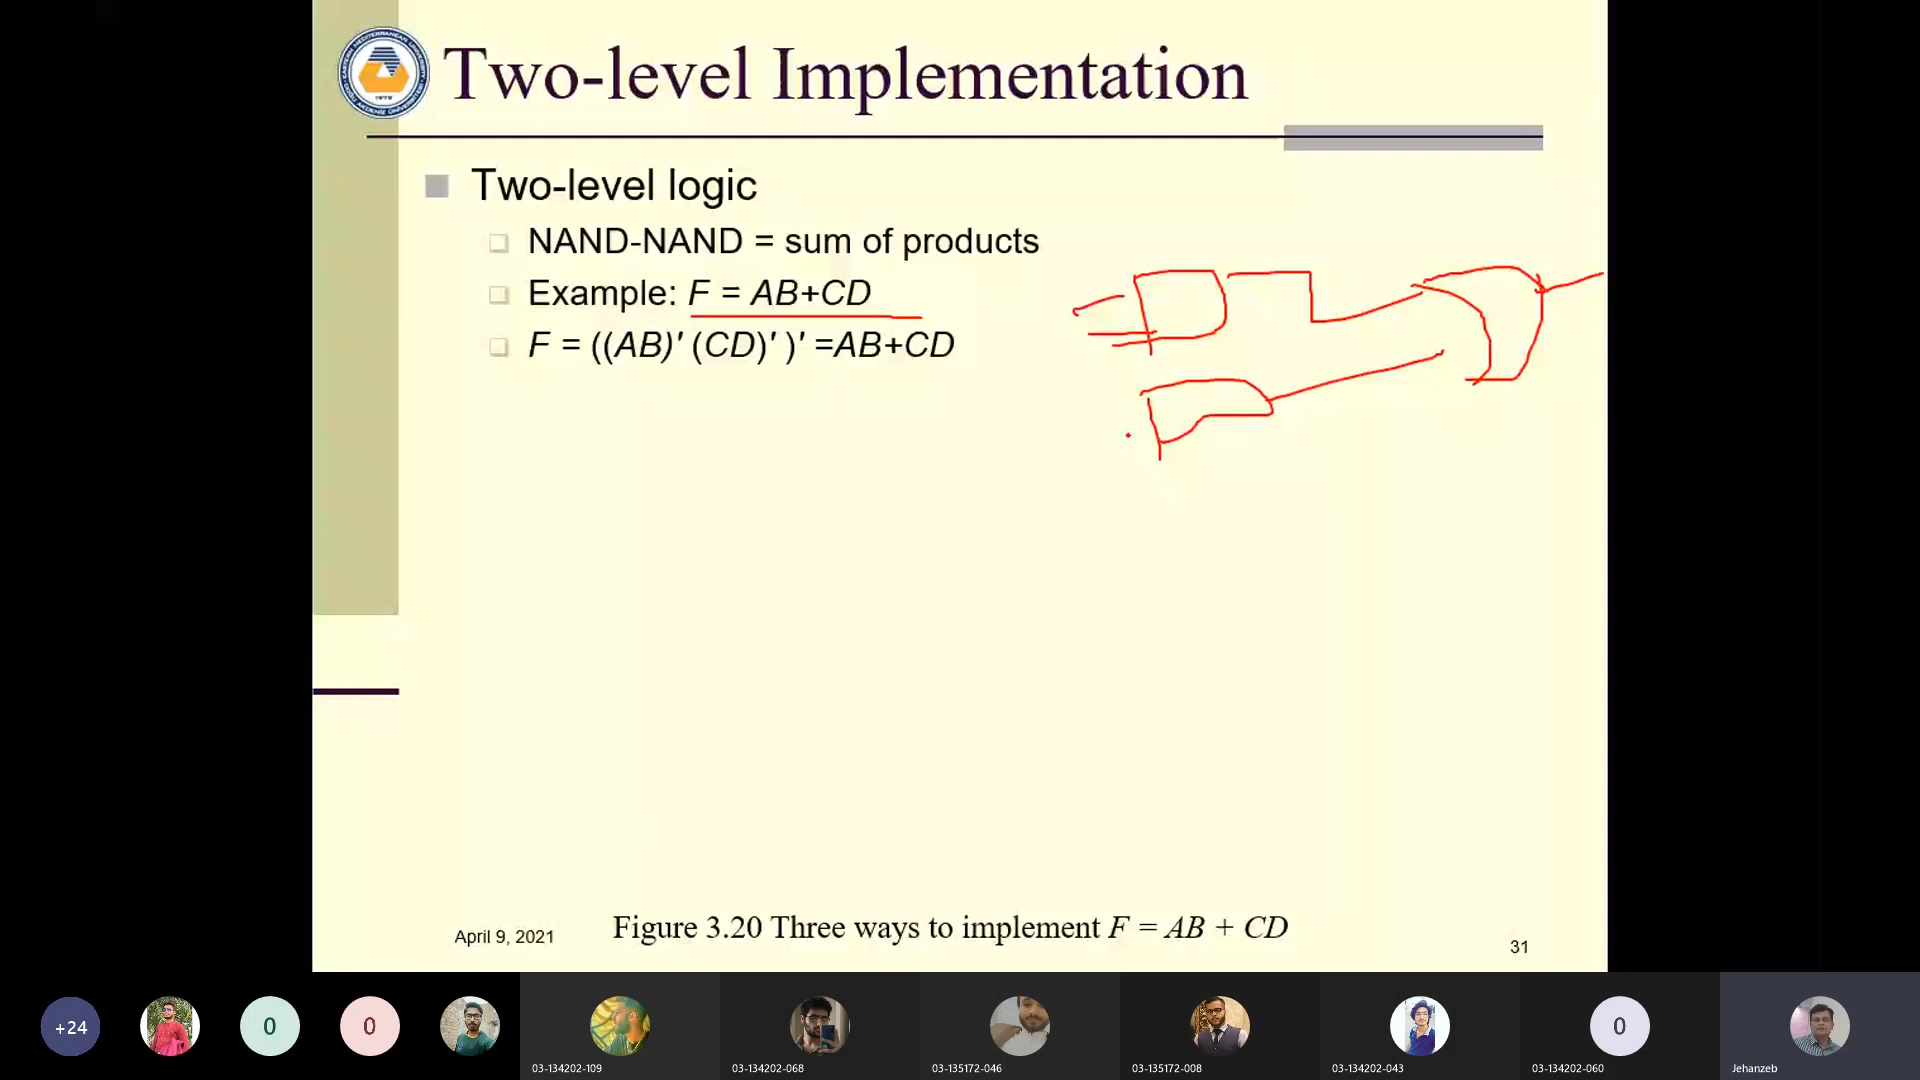 Two-level Implementation
Two-level logic
NAND-NAND = sum of products
Example: F = AB+CD
F = ((AB)′ (CD)′ )′ =AB+CD
Figure 3.20 Three ways to implement F = AB + CD
April 9, 2021
31
+24
0
0
0
03-134202-109
03-134202-068
03-135172-046
03-135172-008
03-134202-043
03-134202-060
Jehanzeb